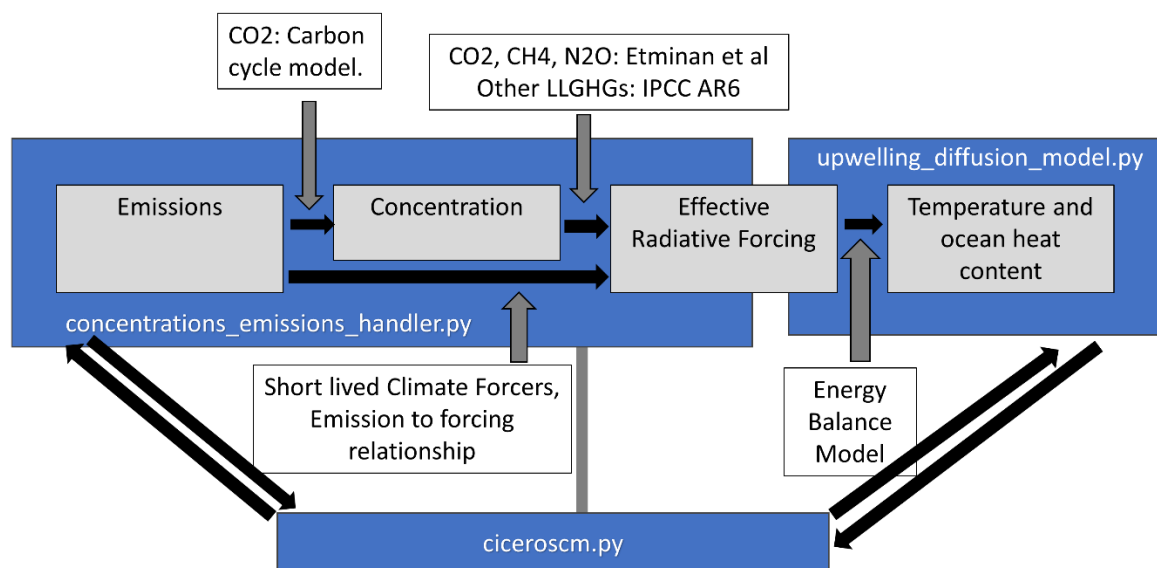 CO2: Carbon
cycle model.
CO2, CH4, N2O: Etminan et al
Other LLGHGs: IPCC AR6
upwelling_diffusion_model.py
Emissions
Concentration
Effective
Radiative Forcing
Temperature and
ocean heat
content
concentrations_emissions_handler.py
Short lived Climate Forcers,
Emission to forcing
relationship
Energy
Balance
Model
ciceroscm.py